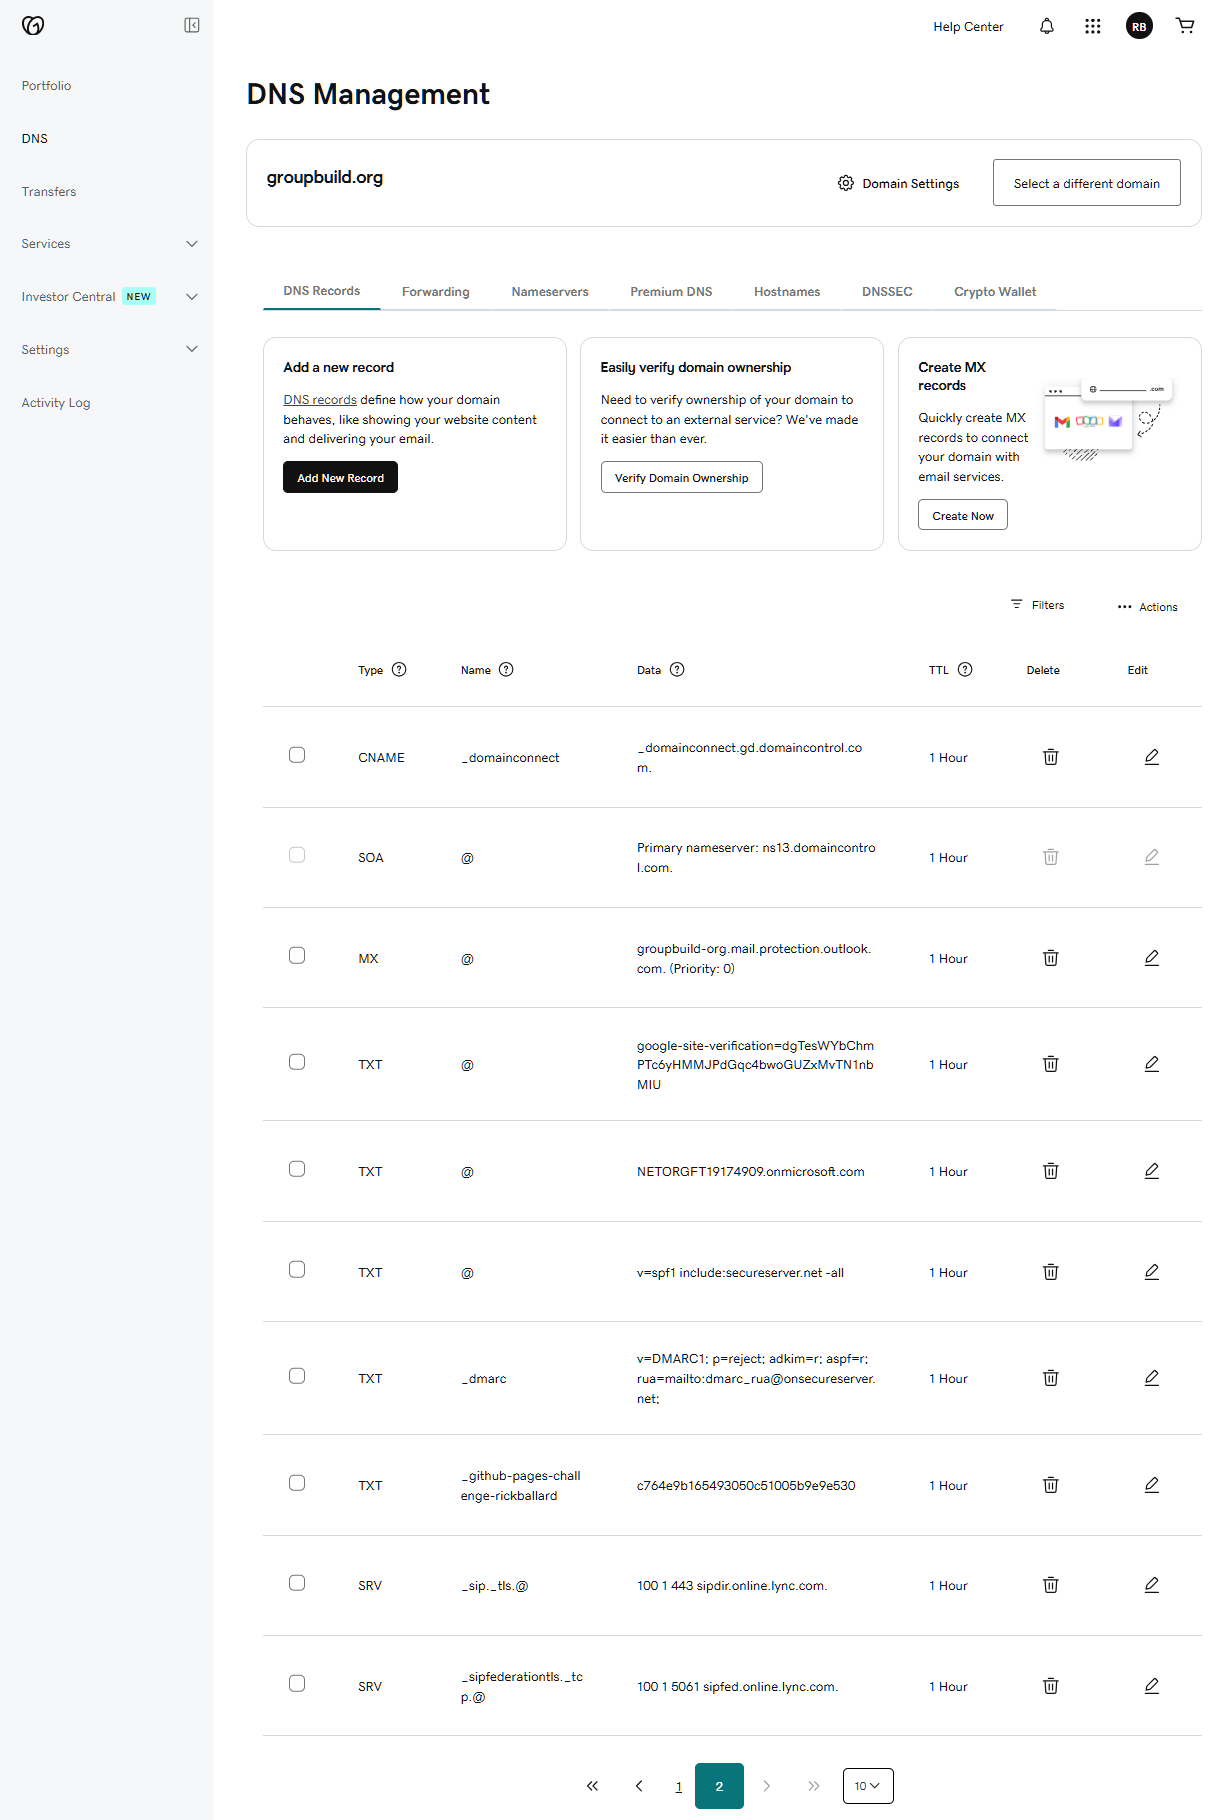 Help Center
RB
Portfolio
DNS
Transfers
Services
Investor Central NEW
Settings
Activity Log
DNS Management
groupbuild.org
Domain Settings
Select a different domain
DNS Records
Forwarding
Nameservers
Premium DNS
Hostnames
DNSSEC
Crypto Wallet
Add a new record
DNS records define how your domain
behaves, like showing your website content
and delivering your email.
Add New Record
Easily verify domain ownership
Need to verify ownership of your domain to
connect to an external service? We've made
it easier than ever.
Verify Domain Ownership
Create MX
records
Quickly create MX
records to connect
your domain with
email services.
Create Now
.com
Filters
Actions
Type ? Name ? Data ? TTL ? Delete Edit
CNAME _domainconnect _domainconnect.gd.domaincontrol.co
m. 1 Hour
SOA @ Primary nameserver: ns13.domaincontro
l.com. 1 Hour
MX @ groupbuild-org.mail.protection.outlook.
com. (Priority: 0) 1 Hour
TXT @ google-site-verification=dgTesWYbChm
PTc6yHMMJPdGqc4bwoGUZxMvTN1nb
MIU 1 Hour
TXT @ NETORGFT19174909.onmicrosoft.com 1 Hour
TXT @ v=spf1 include:secureserver.net -all 1 Hour
TXT _dmarc v=DMARC1; p=reject; adkim=r; aspf=r;
rua=mailto:dmarc_rua@onsecureserver.
net; 1 Hour
TXT _github-pages-chall
enge-rickballard c764e9b165493050c51005b9e9e530 1 Hour
SRV _sip._tls.@ 100 1 443 sipdir.online.lync.com. 1 Hour
SRV _sipfederationtls._tc
p.@ 100 1 5061 sipfed.online.lync.com. 1 Hour
1 2 10